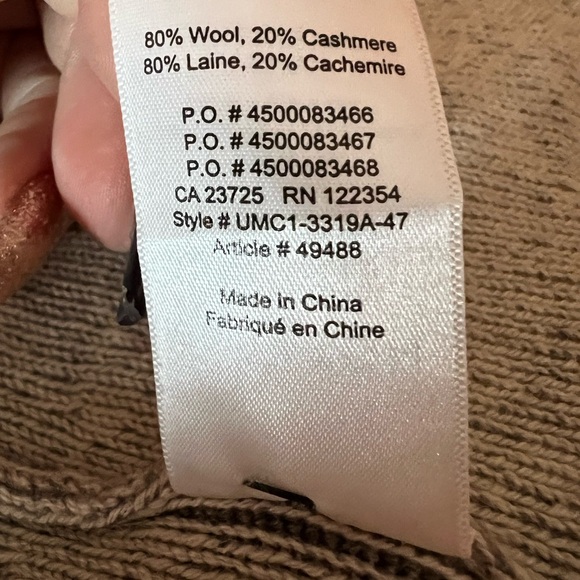 80% Wool, 20% Cashmere
80% Laine, 20% Cachemire
P.O. # 4500083466
P.O. # 4500083467
P.O. # 4500083468
CA 23725 RN 122354
Style # UMC1-3319A-47
Article # 49488
Made in China
Fabriqué en Chine